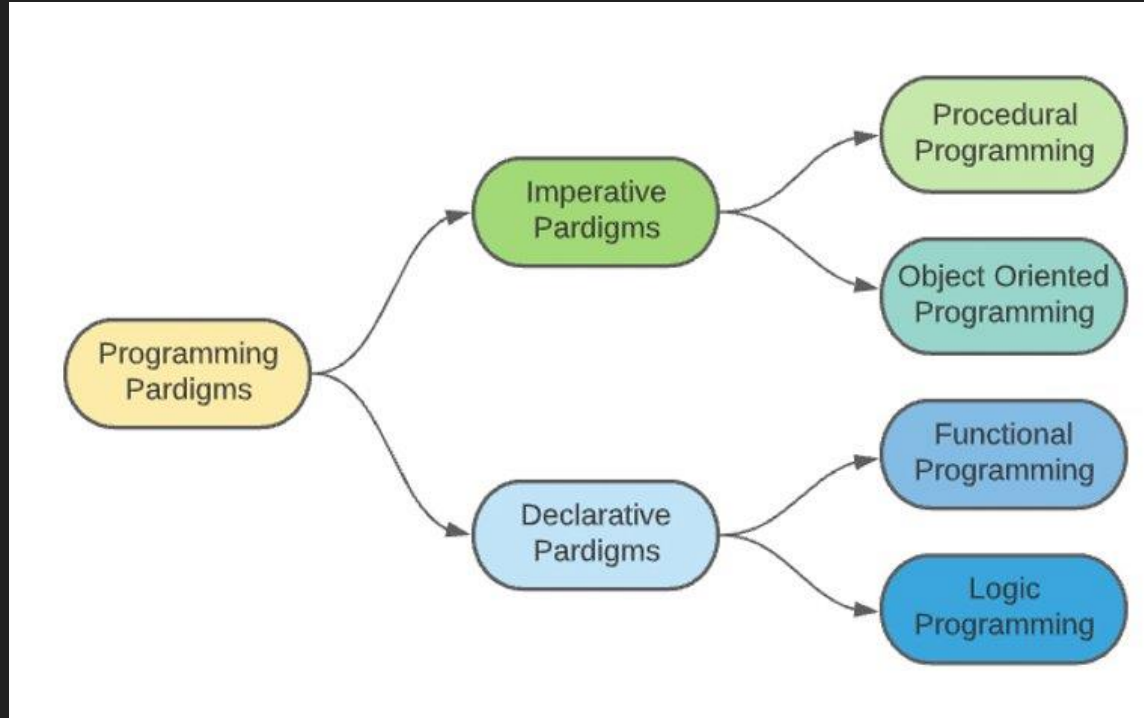 Programming
Pardigms
Imperative
Pardigms
Declarative
Pardigms
Procedural
Programming
Object Oriented
Programming
Functional
Programming
Logic
Programming